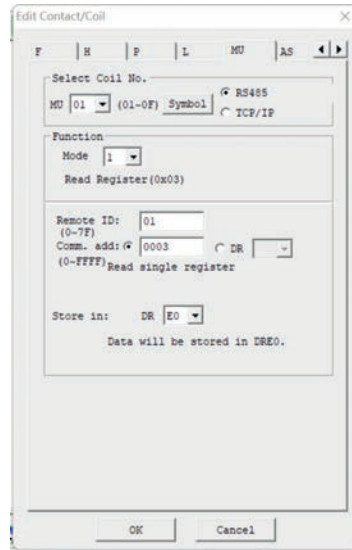 Edit Contact/Coil
F H P L MU AS
Select Coil No.
MU 01 (01-0F) Symbol RS485
TCP/IP
Function
Mode 1
Read Register(0x03)
Remote ID: 01
(0~7F)
Comm. add: 0003 DR
(0~FFFF) Read single register
Store in: DR E0
Data will be stored in DRE0.
OK Cancel